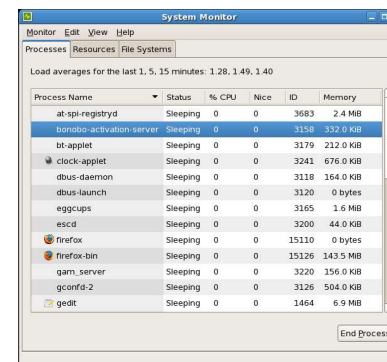 System Monitor
Monitor Edit View Help
Processes Resources File Systems
Load averages for the last 1, 5, 15 minutes: 1.28, 1.49, 1.40
Process Name Status % CPU Nice ID Memory
at-spi-registryd Sleeping 0 0 3683 2.4 MiB
bonobo-activation-server Sleeping 0 0 3158 332.0 KiB
bt-applet Sleeping 0 0 3179 212.0 KiB
clock-applet Sleeping 0 0 3241 676.0 KiB
dbus-daemon Sleeping 0 0 3118 164.0 KiB
dbus-launch Sleeping 0 0 3120 0 bytes
eggcups Sleeping 0 0 3165 1.6 MiB
escd Sleeping 0 0 3200 44.0 KiB
firefox Sleeping 0 0 15110 0 bytes
firefox-bin Sleeping 0 0 15126 143.5 MiB
gam_server Sleeping 0 0 3220 156.0 KiB
gconfd-2 Sleeping 0 0 3126 504.0 KiB
gedit Sleeping 0 0 1464 6.9 MiB
End Process